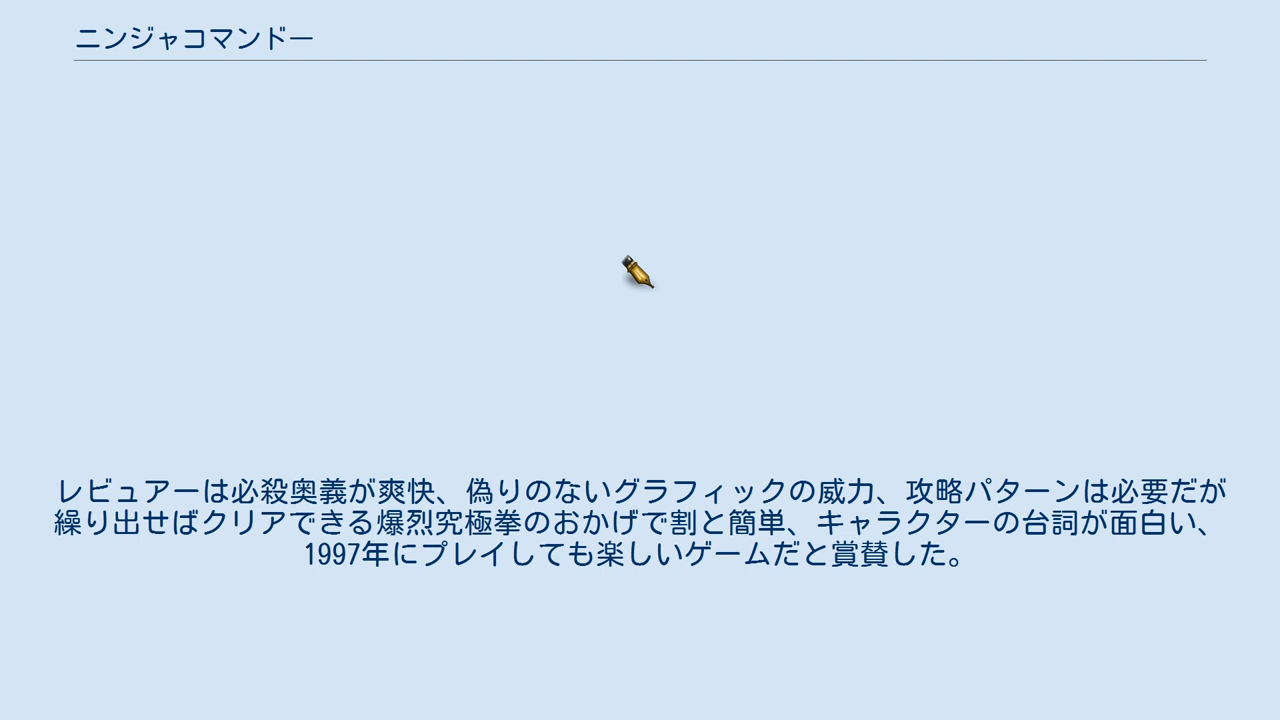 ニンジャコマンドー
レビュアーは必殺奥義が爽快、偽りのないグラフィックの威力、攻略パターンは必要だが
繰り出せばクリアできる爆烈究極拳のおかげで割と簡単、キャラクターの台詞が面白い、
1997年にプレイしても楽しいゲームだと賞賛した。